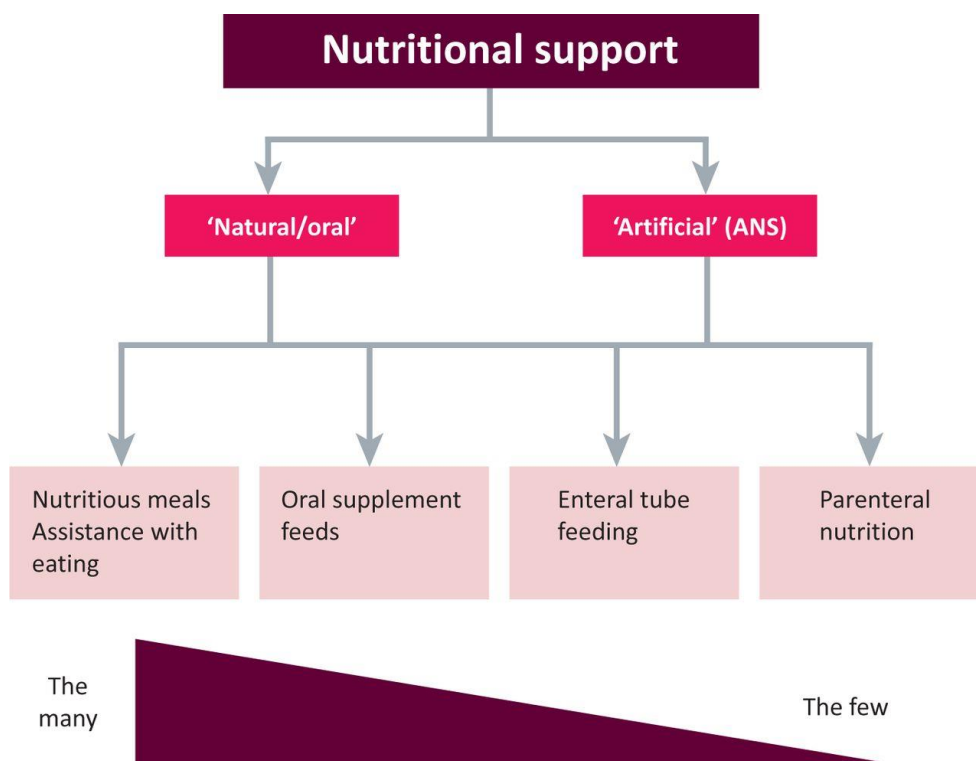 Nutritional support
‘Natural/oral’
‘Artificial’ (ANS)
Nutritious meals
Assistance with
eating
Oral supplement
feeds
Enteral tube
feeding
Parenteral
nutrition
The
many
The few